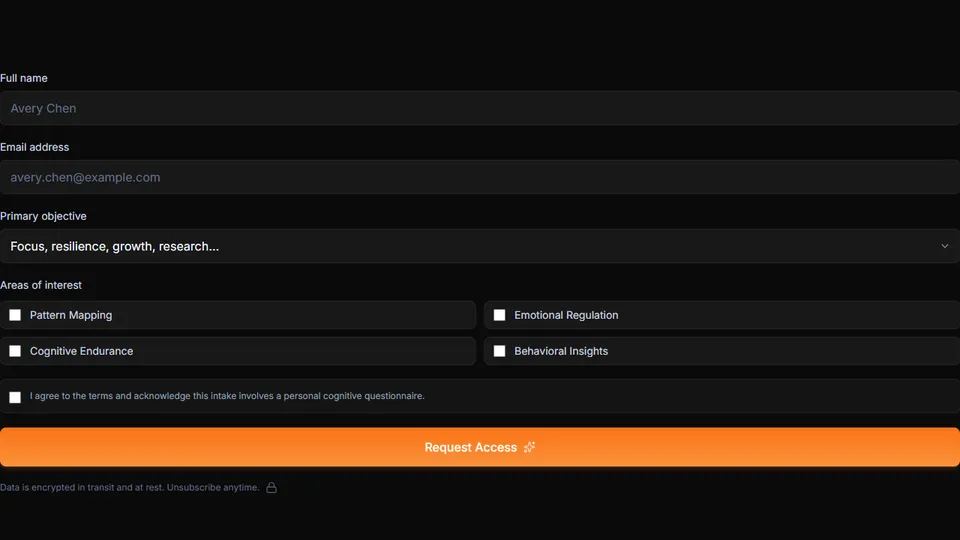 Full name
Avery Chen
Email address
avery.chen@example.com
Primary objective
Focus, resilience, growth, research...
Areas of interest
Pattern Mapping
Emotional Regulation
Cognitive Endurance
Behavioral Insights
I agree to the terms and acknowledge this intake involves a personal cognitive questionnaire.
Request Access
Data is encrypted in transit and at rest. Unsubscribe anytime.